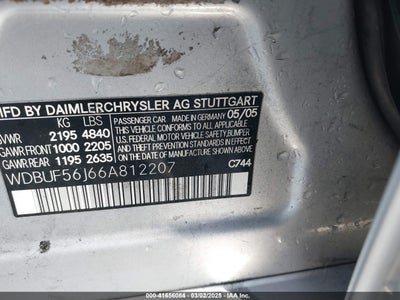 MFD BY DAIMLERCHRYSLER AG STUTTGART
KG LBS PASSENGER CAR MADE IN GERMANY 05/05
GVWR 2195 4840 THIS VEHICLE CONFORMS TO ALL APPLICABLE
GAWR FRONT 1000 2205 U.S. FEDERAL MOTOR VEHICLE SAFETY, BUMPER
GAWR REAR 1195 2635 AND THEFT PREVENTION STANDARDS IN EFFECT ON THE DATE OF MANUFACTURE SHOWN ABOVE.
WDBUF56J66A812207 C744
000-41656084 - 03/02/2025 - IAAI.COM